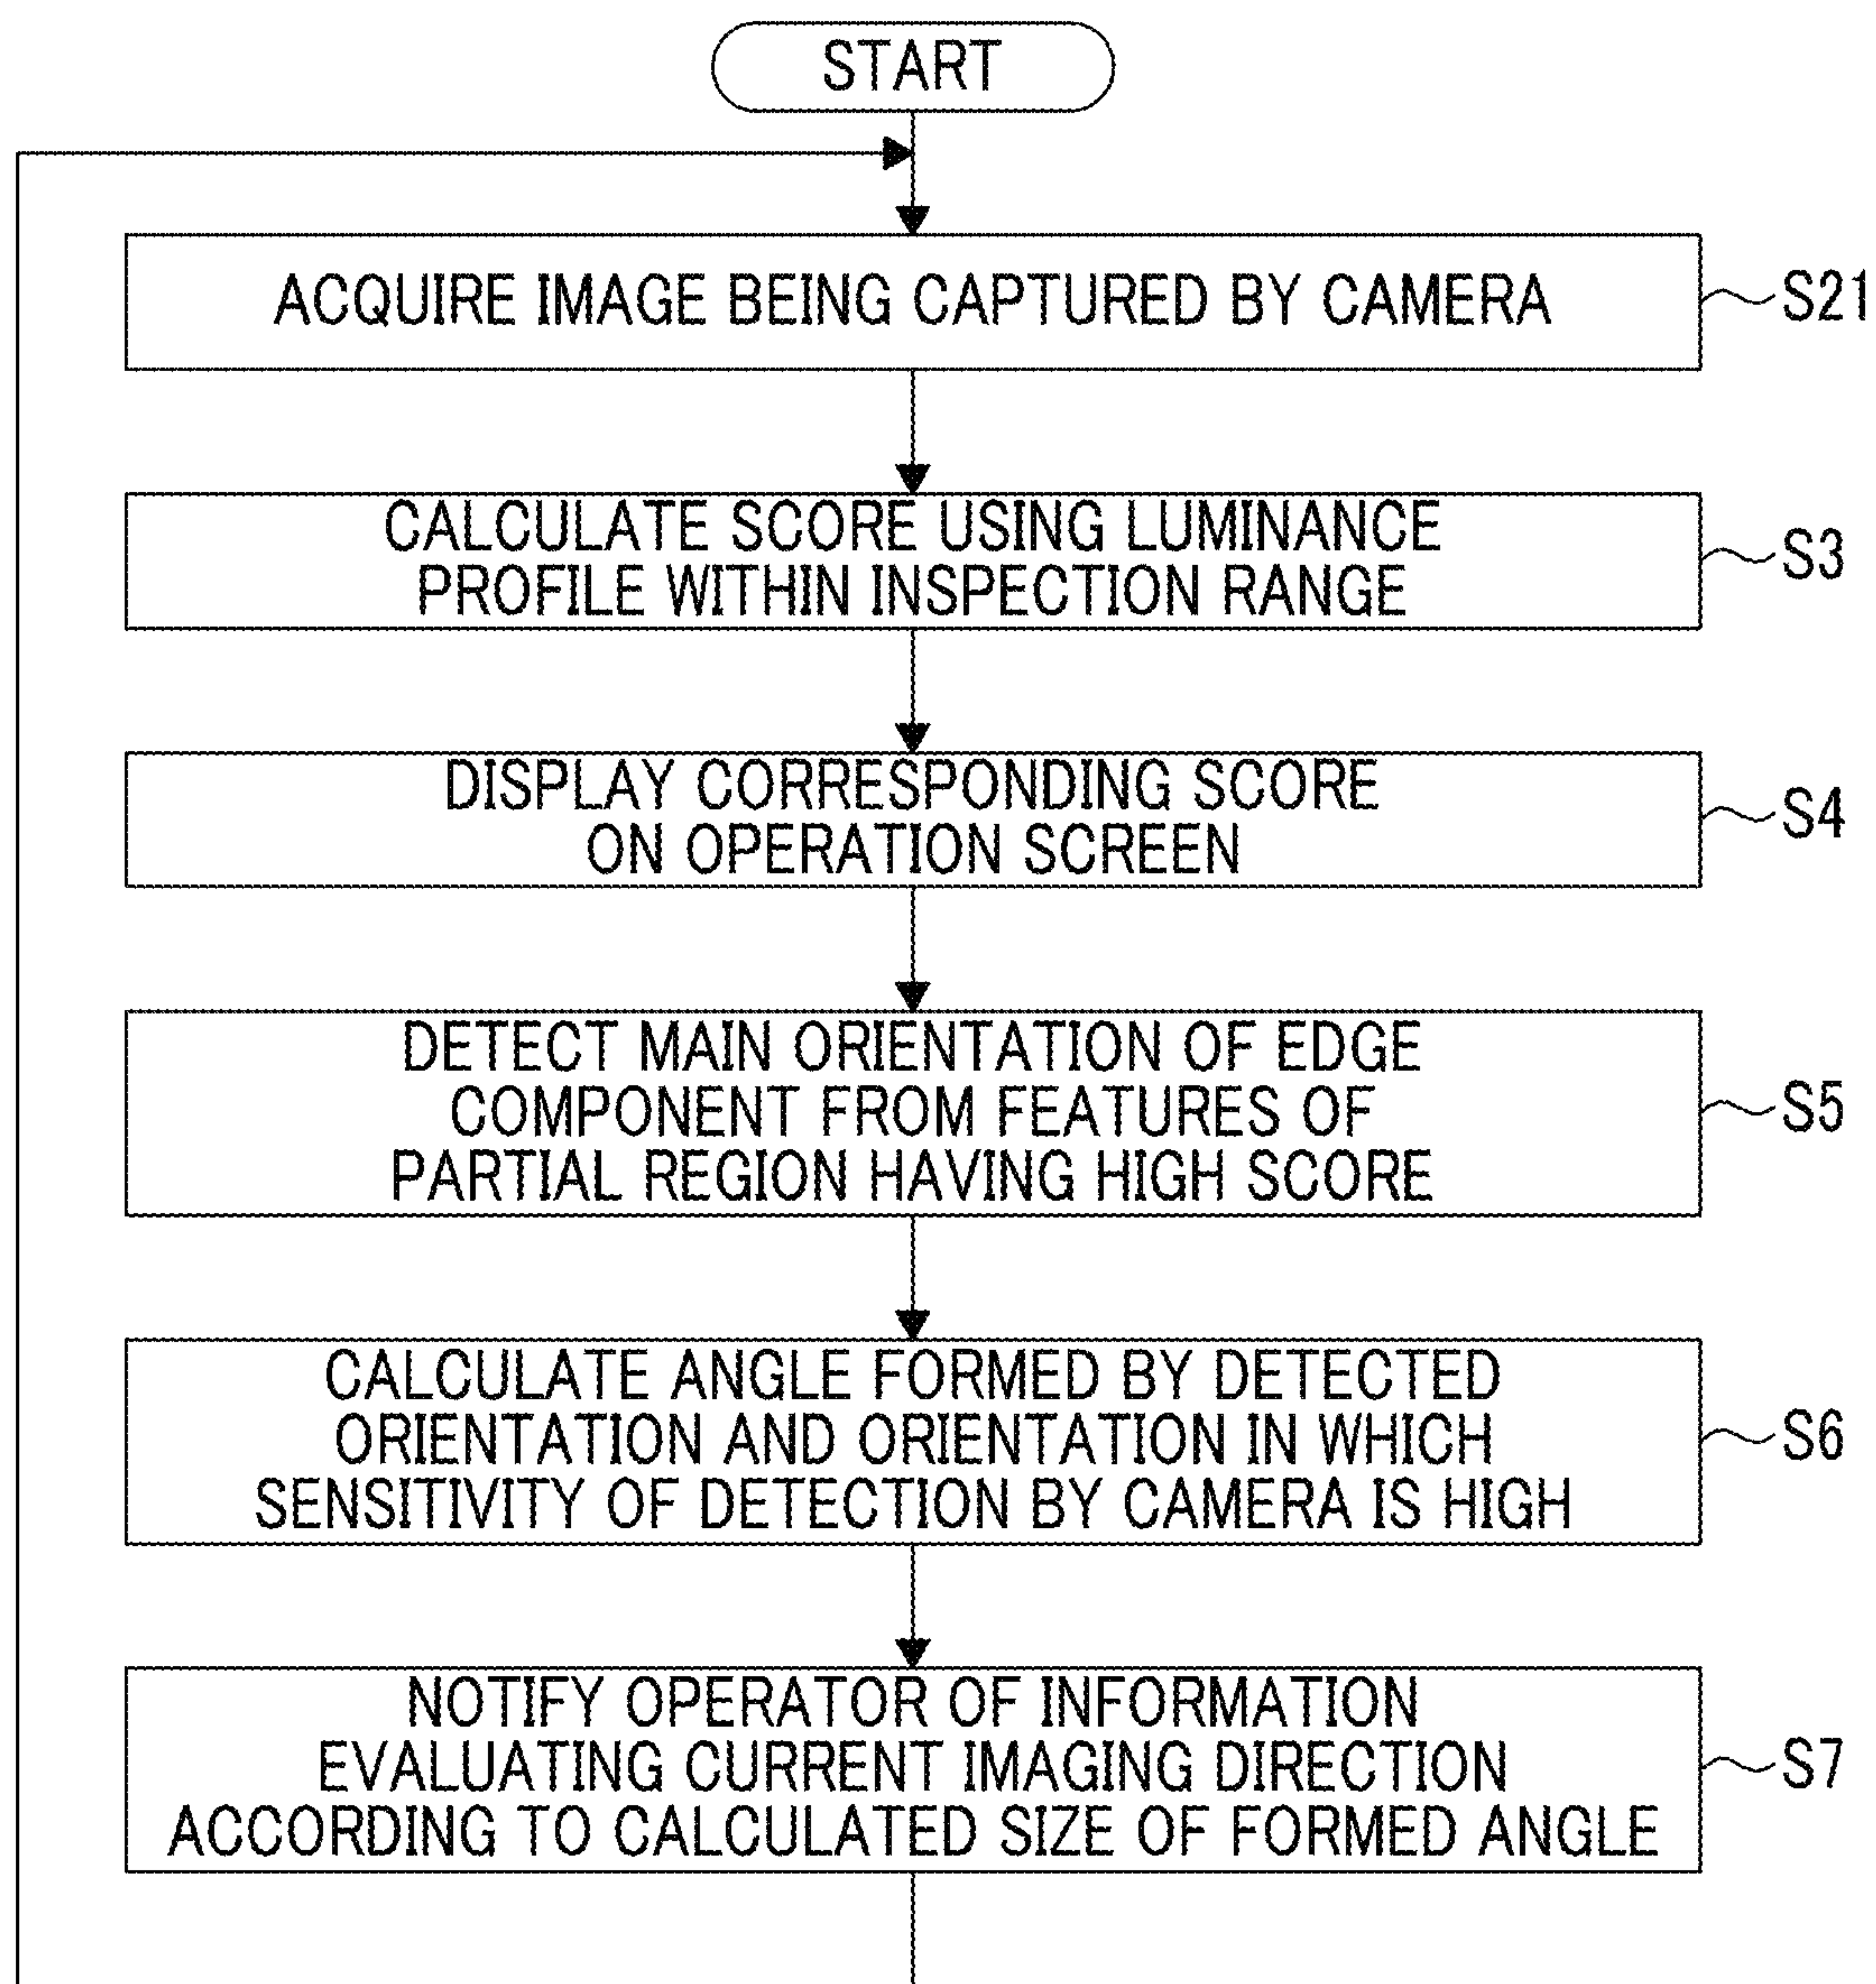 START
ACQUIRE IMAGE BEING CAPTURED BY CAMERA
S21
CALCULATE SCORE USING LUMINANCE
PROFILE WITHIN INSPECTION RANGE
S3
DISPLAY CORRESPONDING SCORE
ON OPERATION SCREEN
S4
DETECT MAIN ORIENTATION OF EDGE
COMPONENT FROM FEATURES OF
PARTIAL REGION HAVING HIGH SCORE
S5
CALCULATE ANGLE FORMED BY DETECTED
ORIENTATION AND ORIENTATION IN WHICH
SENSITIVITY OF DETECTION BY CAMERA IS HIGH
S6
NOTIFY OPERATOR OF INFORMATION
EVALUATING CURRENT IMAGING DIRECTION
ACCORDING TO CALCULATED SIZE OF FORMED ANGLE
S7